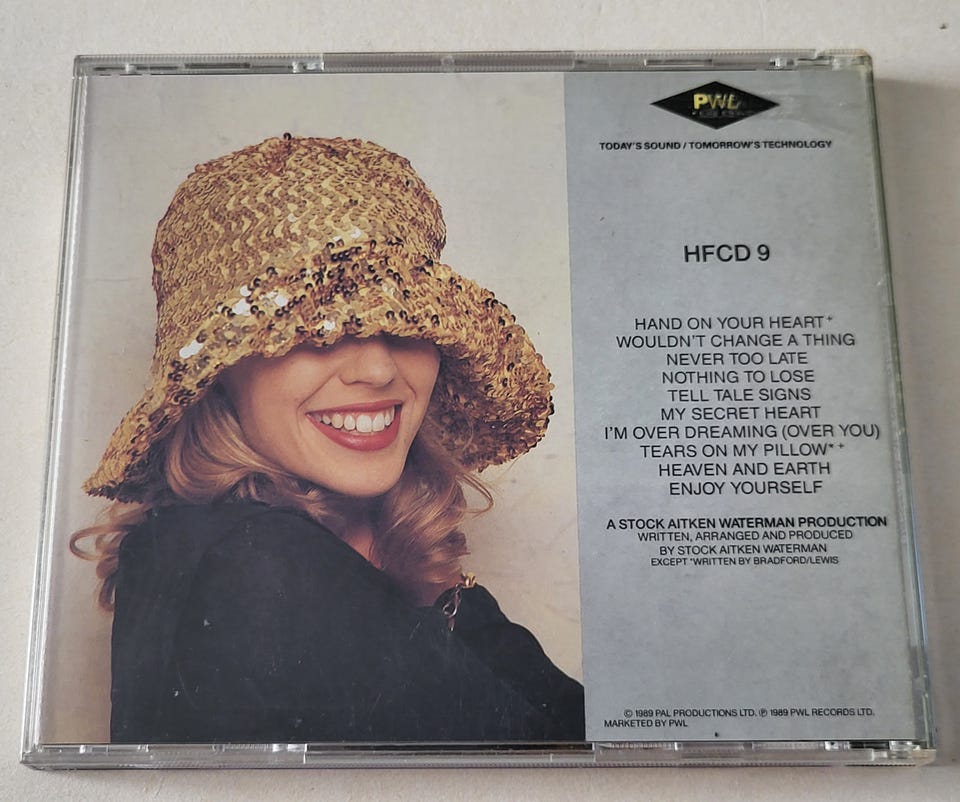 PWL
TODAY'S SOUND / TOMORROW'S TECHNOLOGY
HFCD 9
HAND ON YOUR HEART+
WOULDN'T CHANGE A THING
NEVER TOO LATE
NOTHING TO LOSE
TELL TALE SIGNS
MY SECRET HEART
I'M OVER DREAMING (OVER YOU)
TEARS ON MY PILLOW*+
HEAVEN AND EARTH
ENJOY YOURSELF
A STOCK AITKEN WATERMAN PRODUCTION
WRITTEN, ARRANGED AND PRODUCED
BY STOCK AITKEN WATERMAN
EXCEPT *WRITTEN BY BRADFORD/LEWIS
© 1989 PAL PRODUCTIONS LTD. ℗ 1989 PWL RECORDS LTD.
MARKETED BY PWL